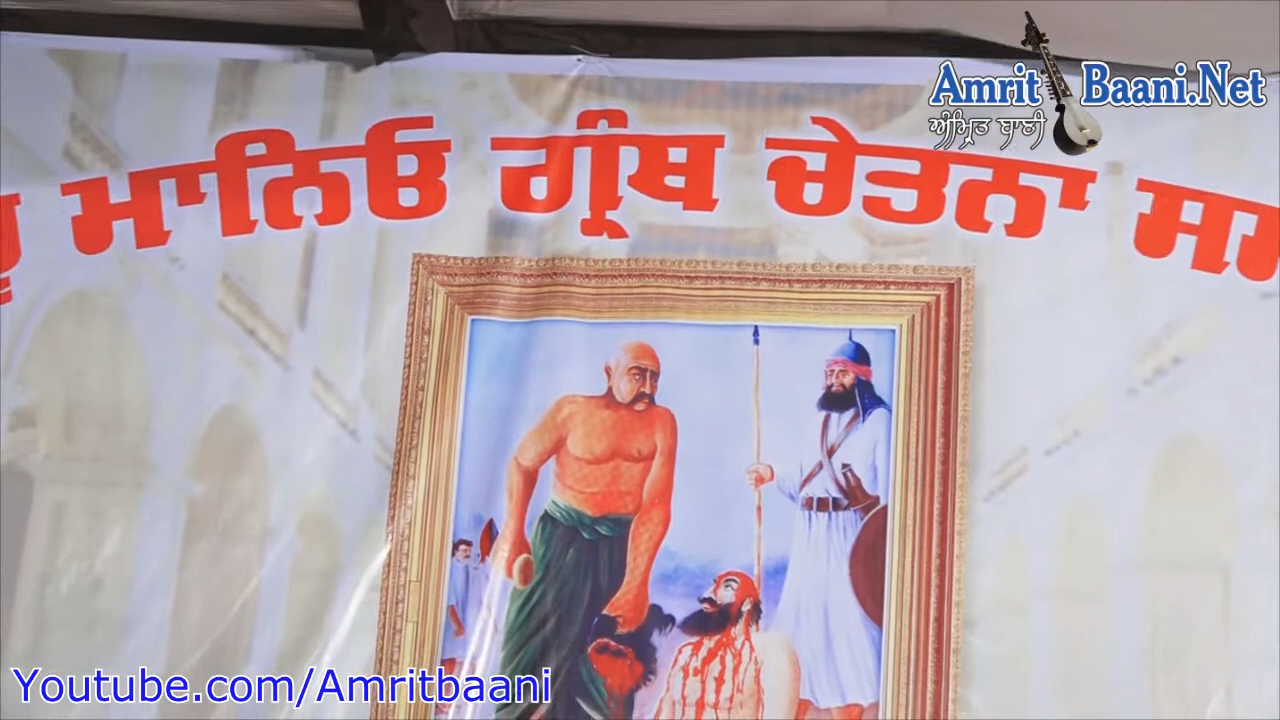 Amrit Baani.Net
ਅੰਮ੍ਰਿਤ ਬਾਣੀ
ਮਾਨਿਓ ਗ੍ਰੰਥ ਚੇਤਨਾ
Youtube.com/Amritbaani